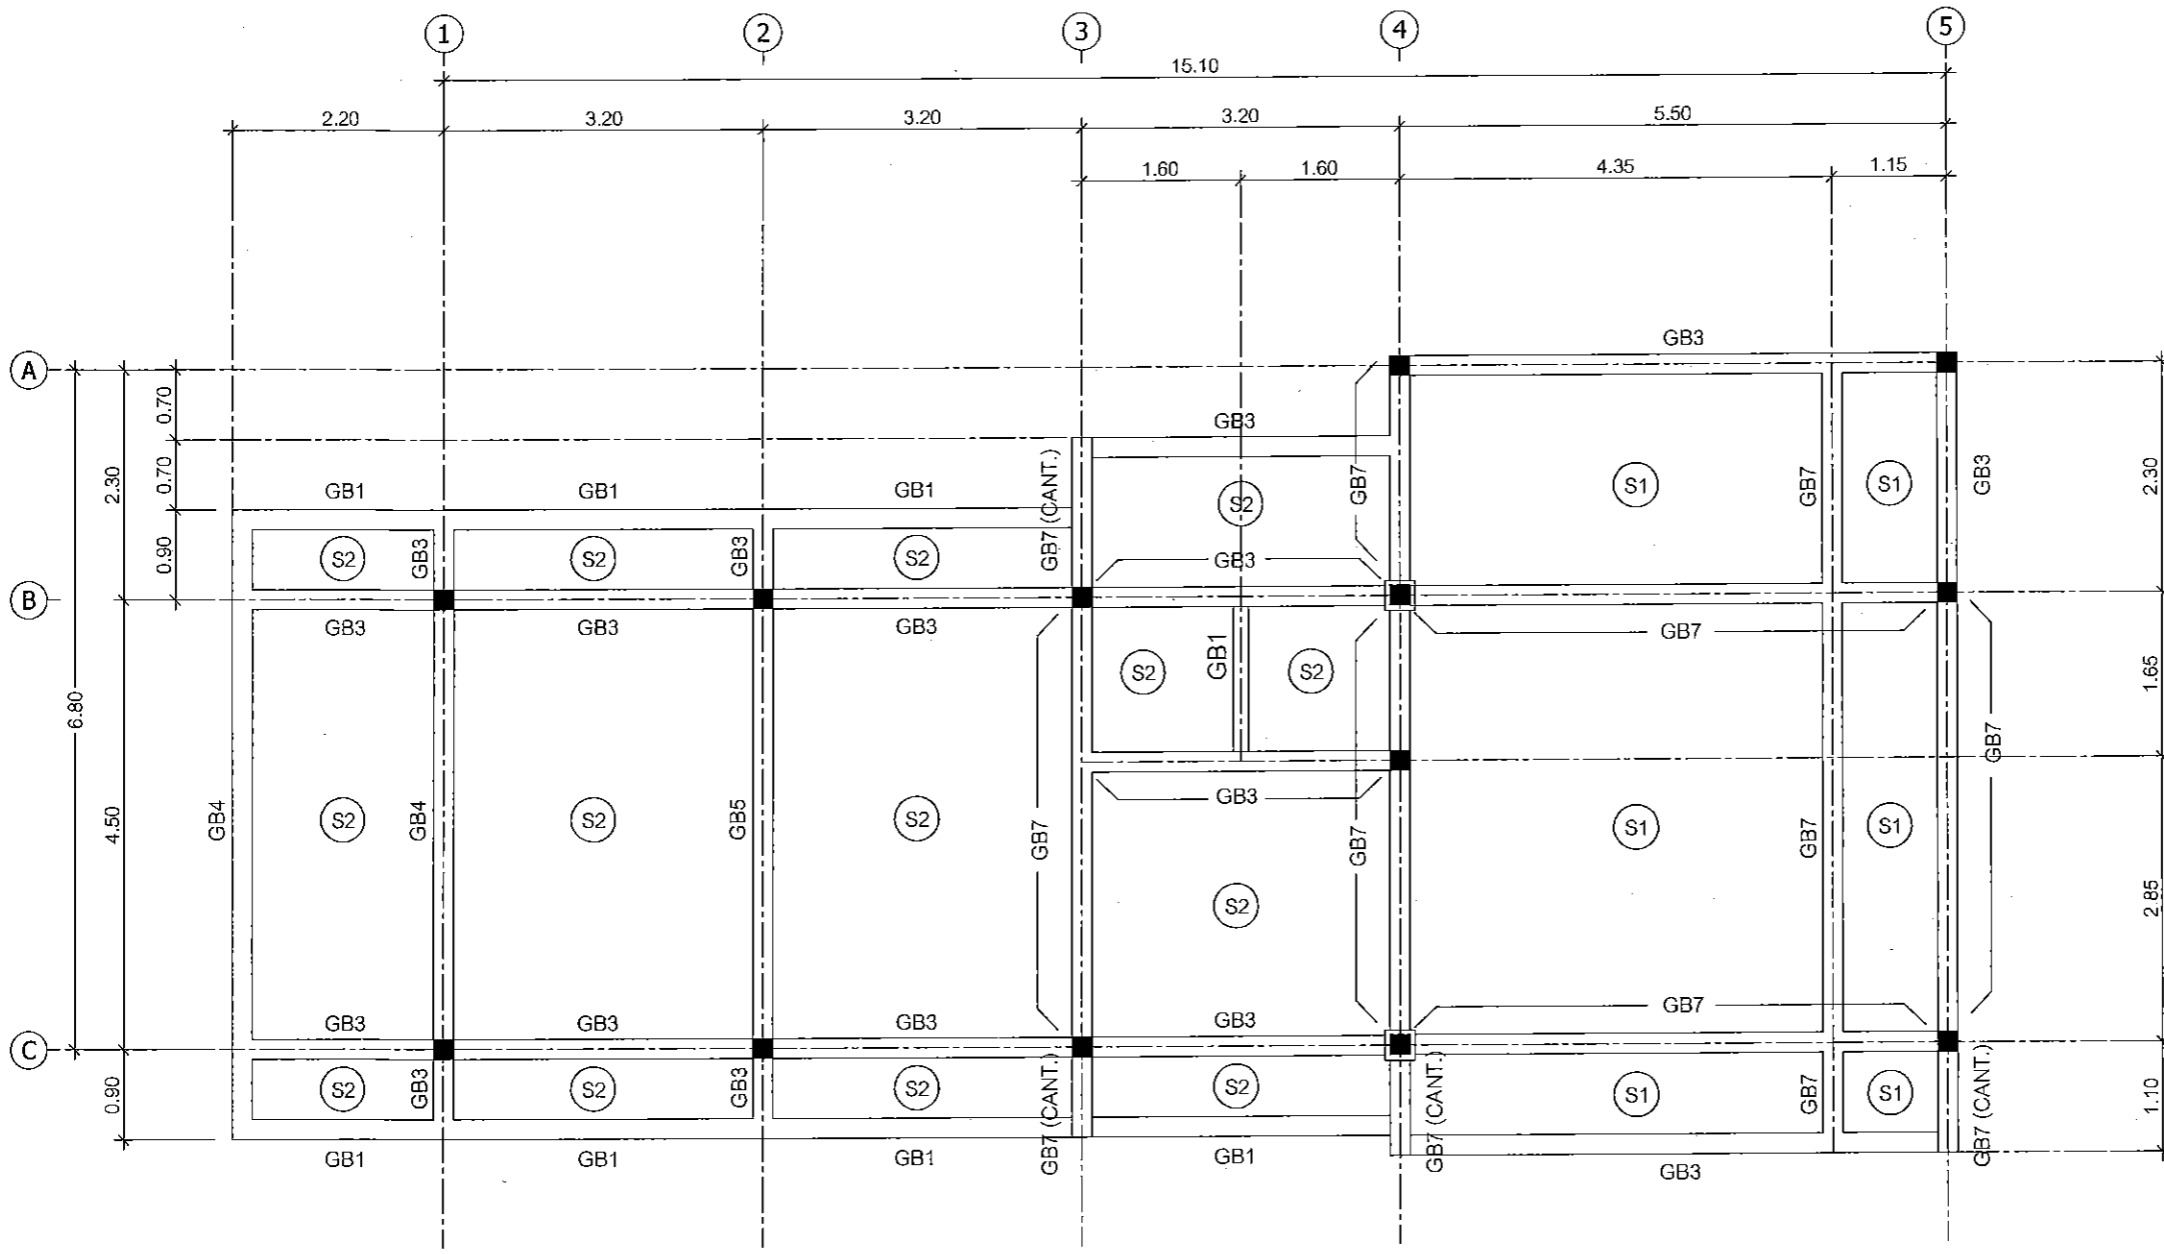 1 2 3 4 5
15.10
2.20 3.20 3.20 3.20 5.50
1.60 1.60 4.35 1.15
GB3
A
0.70
GB3
2.30
0.70
GB1 GB1 GB1
GB7 (CANT.)
S2
GB7
S1
GB7
S1
GB3
2.30
0.90
S2
GB3
S2
GB3
S2
GB3
B
GB3 GB3 GB3
GB7
6.80
S2
GB1
S2
1.65
GB7
GB3
4.50
GB4
S2
GB4
S2
GB5
S2
GB7
GB7
S1
GB7
S1
S2
2.85
GB3 GB3 GB3 GB3
GB7
C
0.90
S2
GB3
S2
GB3
S2
GB7 (CANT.)
S2
GB7 (CANT.)
S1
GB7
S1
GB7 (CANT.)
1.10
GB1 GB1 GB1 GB1
GB3